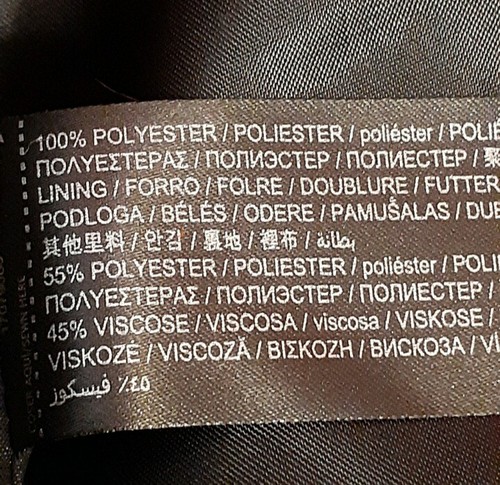 100% POLYESTER / POLIESTER / poliéster / POLIÉ
ΠΟΛΥΕΣΤΕΡΑΣ / ПОЛИЭСТЕР / ПОЛИЕСТЕР / 聚
LINING / FORRO / FOLRE / DOUBLURE / FUTTER
PODLOGA / BÉLÉS / ODERE / PAMUŠALAS /
其他里料 / 안감 / 裏地 / 裡布 / بطانة
55% POLYESTER / POLIESTER / poliéster / POLI
ΠΟΛΥΕΣΤΕΡΑΣ / ПОЛИЭСТЕР / ПОЛИЕСТЕР /
45% VISCOSE / VISCOSA / viscosa / VISKOSE /
VISKOZĖ / VISCOZĂ / ΒΙΣΚΟΖΗ / ВИСКОЗА / VI
٤٥٪ فيسكوز